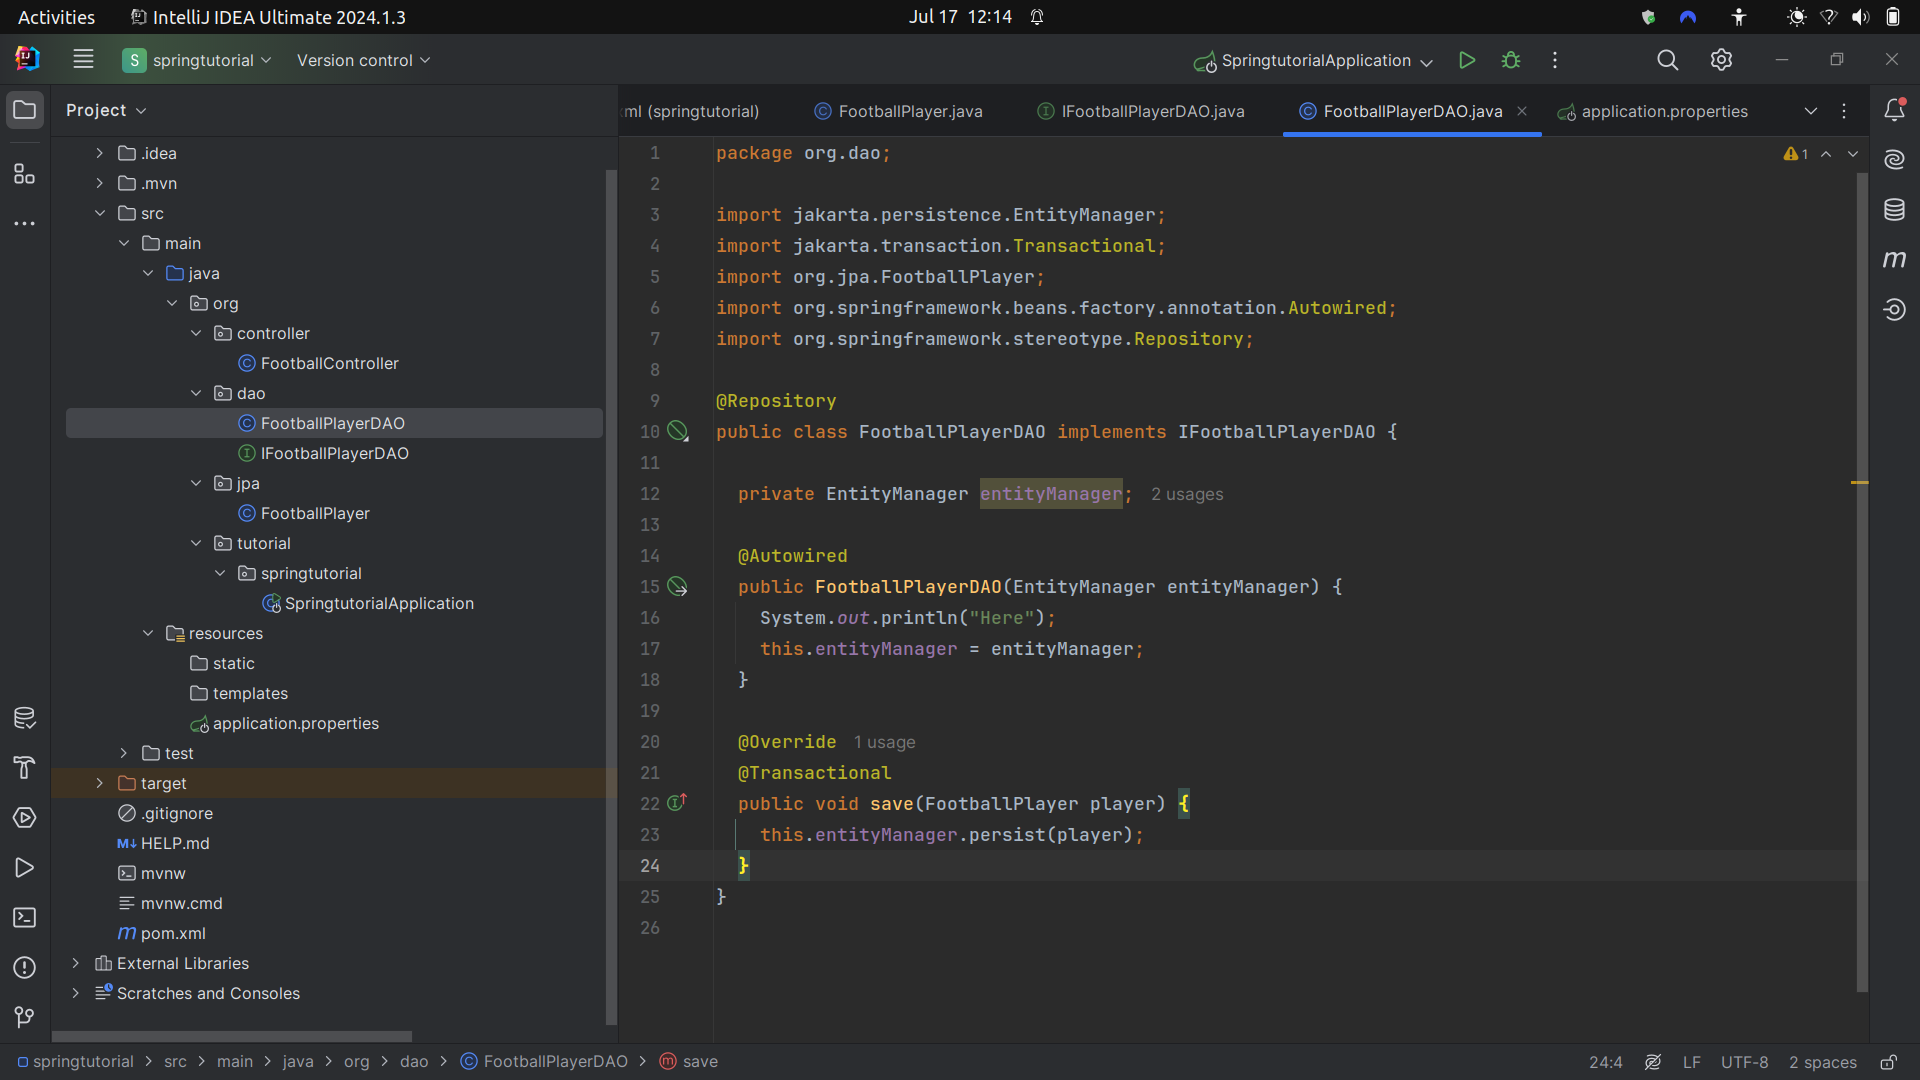 Activities
IntelliJ IDEA Ultimate 2024.1.3
Jul 17 12:14
S springtutorial
Version control
SpringtutorialApplication
Project
.idea
.mvn
src
main
java
org
controller
FootballController
dao
FootballPlayerDAO
IFootballPlayerDAO
jpa
FootballPlayer
tutorial
springtutorial
SpringtutorialApplication
resources
static
templates
application.properties
test
target
.gitignore
HELP.md
mvnw
mvnw.cmd
pom.xml
External Libraries
Scratches and Consoles
ml (springtutorial)
FootballPlayer.java
IFootballPlayerDAO.java
FootballPlayerDAO.java
application.properties
1
1 package org.dao;
2
3 import jakarta.persistence.EntityManager;
4 import jakarta.transaction.Transactional;
5 import org.jpa.FootballPlayer;
6 import org.springframework.beans.factory.annotation.Autowired;
7 import org.springframework.stereotype.Repository;
8
9 @Repository
10 public class FootballPlayerDAO implements IFootballPlayerDAO {
11
12 private EntityManager entityManager; 2 usages
13
14 @Autowired
15 public FootballPlayerDAO(EntityManager entityManager) {
16 System.out.println("Here");
17 this.entityManager = entityManager;
18 }
19
20 @Override 1 usage
21 @Transactional
22 public void save(FootballPlayer player) {
23 this.entityManager.persist(player);
24 }
25 }
26
springtutorial > src > main > java > org > dao > FootballPlayerDAO > save
24:4
LF
UTF-8
2 spaces